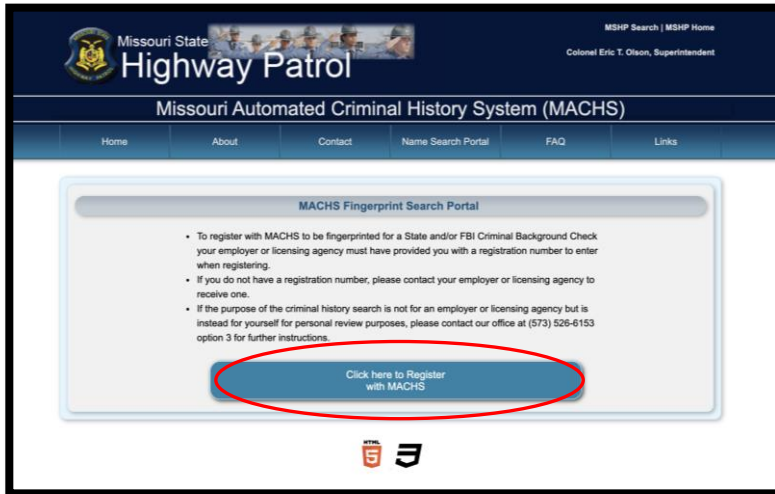 MSHP Search | MSHP Home
Missouri State
Highway Patrol
Colonel Eric T. Olson, Superintendent
Missouri Automated Criminal History System (MACHS)
Home About Contact Name Search Portal FAQ Links
MACHS Fingerprint Search Portal
• To register with MACHS to be fingerprinted for a State and/or FBI Criminal Background Check
your employer or licensing agency must have provided you with a registration number to enter
when registering.
• If you do not have a registration number, please contact your employer or licensing agency to
receive one.
• If the purpose of the criminal history search is not for an employer or licensing agency but is
instead for yourself for personal review purposes, please contact our office at (573) 526-6153
option 3 for further instructions.
Click here to Register
with MACHS
HTML
5 3